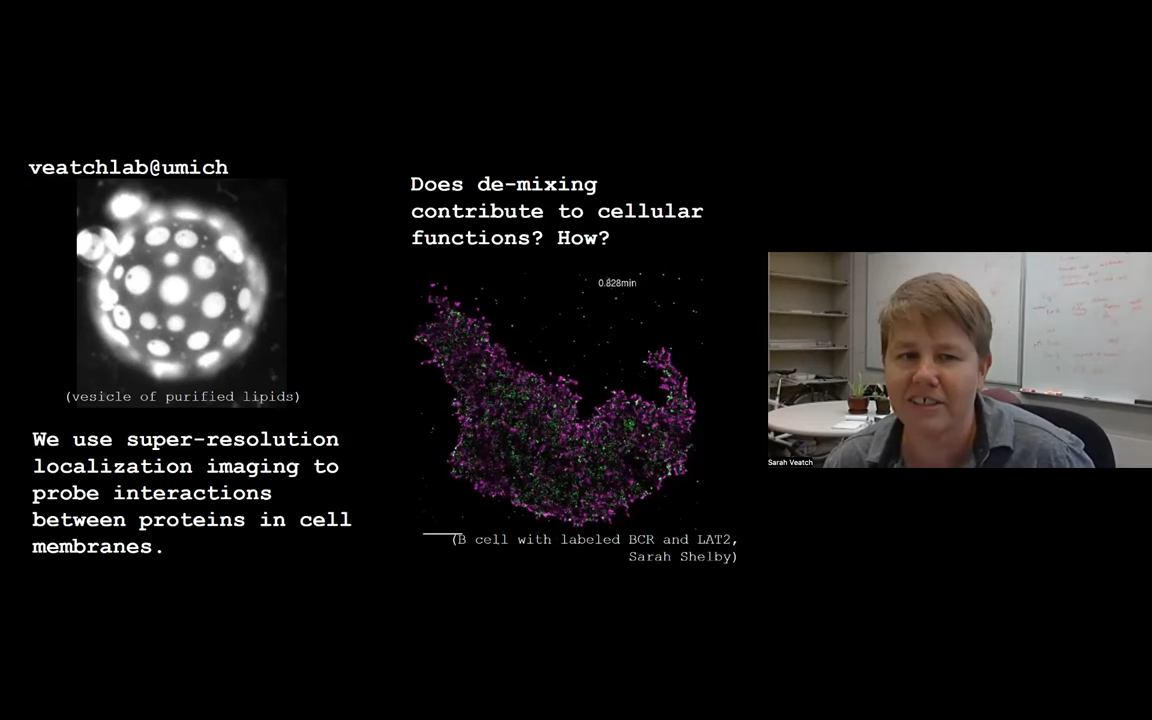 veatchlab@umich
(vesicle of purified lipids)
We use super-resolution
localization imaging to
probe interactions
between proteins in cell
membranes.
Does de-mixing
contribute to cellular
functions? How?
0.828min
(B cell with labeled BCR and LAT2,
Sarah Shelby)
Sarah Veatch